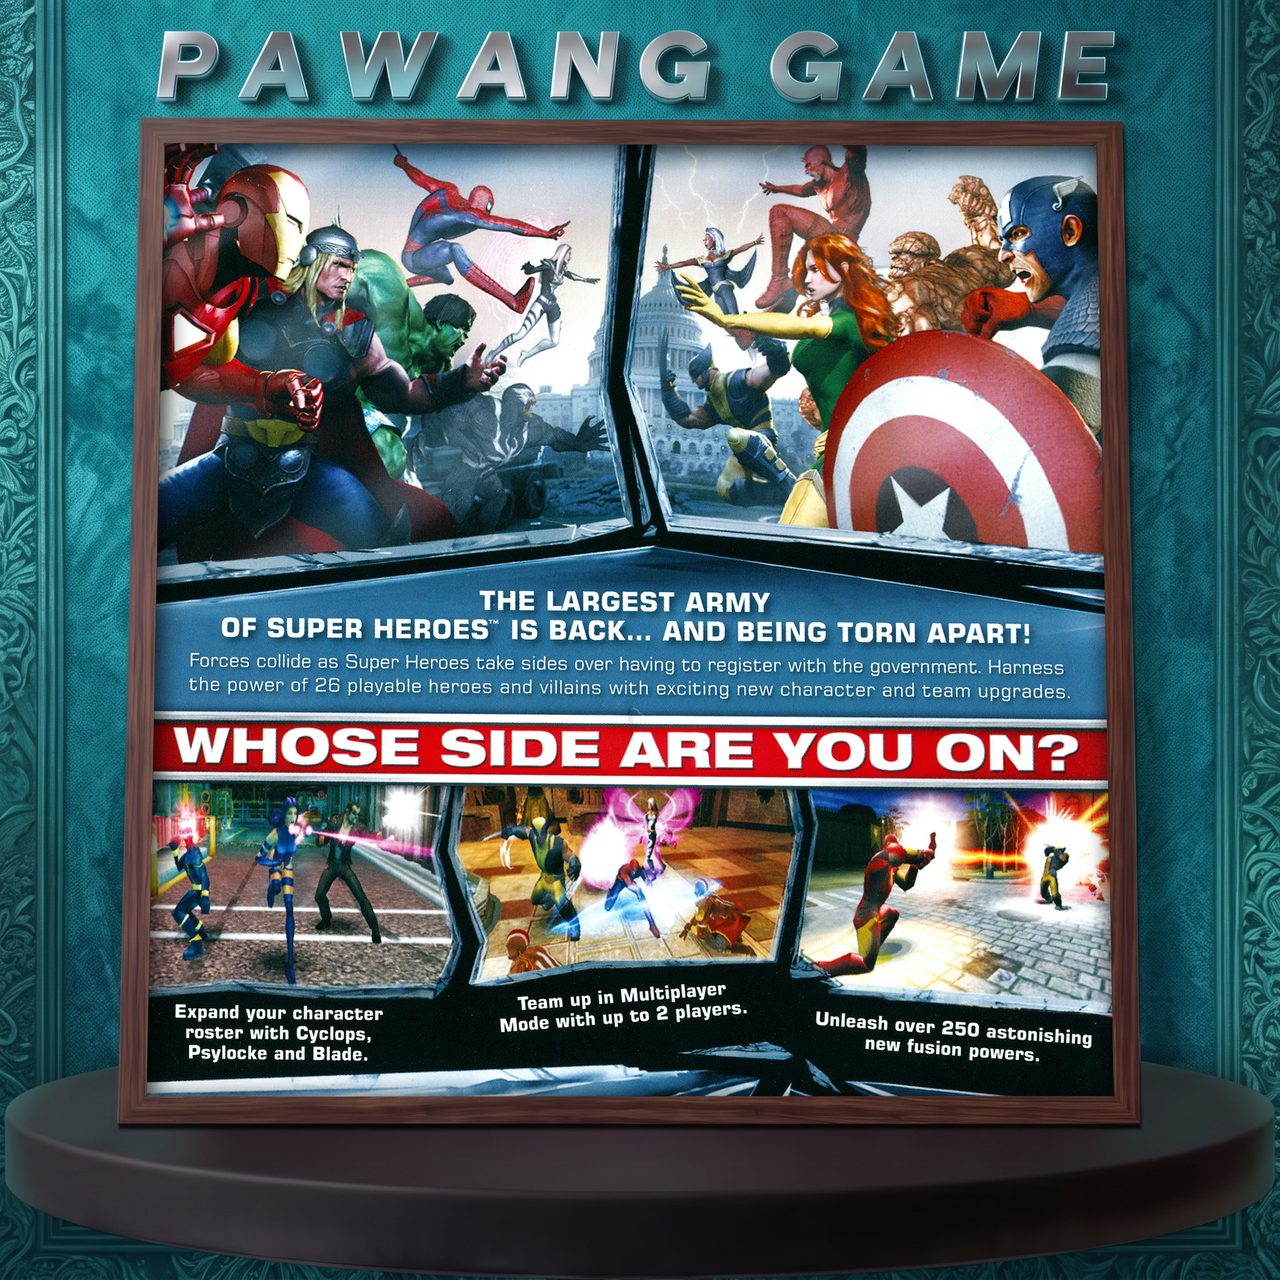 PAWANG GAME
THE LARGEST ARMY
OF SUPER HEROES™ IS BACK... AND BEING TORN APART!
Forces collide as Super Heroes take sides over having to register with the government. Harness
the power of 26 playable heroes and villains with exciting new character and team upgrades.
WHOSE SIDE ARE YOU ON?
Expand your character
roster with Cyclops,
Psylocke and Blade.
Team up in Multiplayer
Mode with up to 2 players.
Unleash over 250 astonishing
new fusion powers.